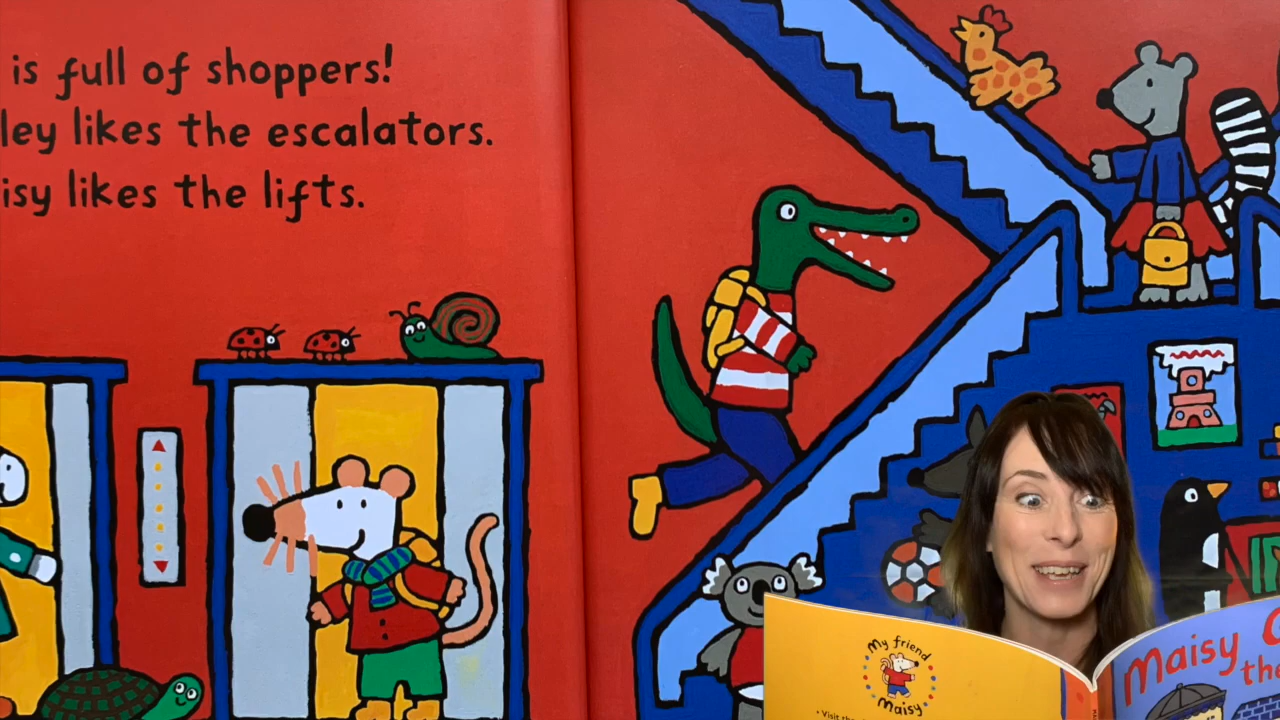 is full of shoppers!
ley likes the escalators.
isy likes the lifts.
My friend
Maisy
Maisy
the